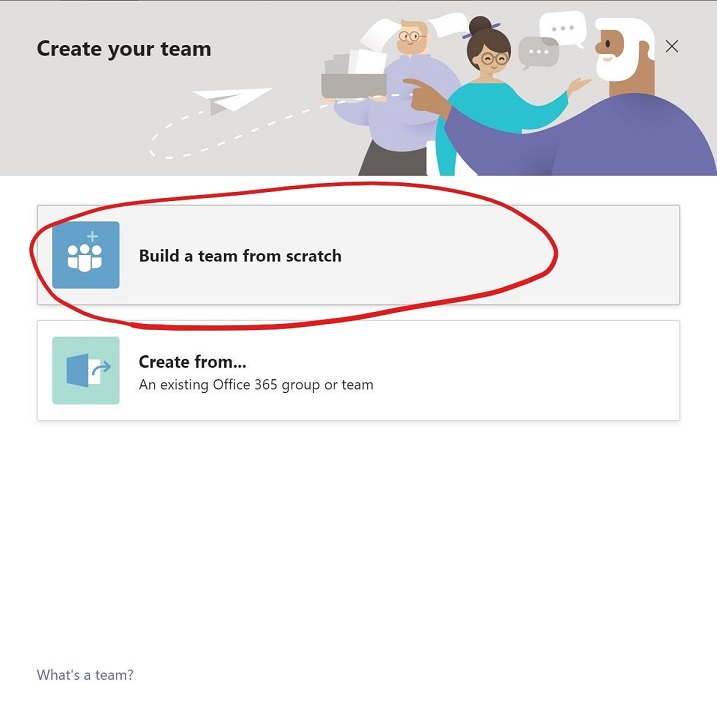 Create your team
Build a team from scratch
Create from...
An existing Office 365 group or team
What's a team?